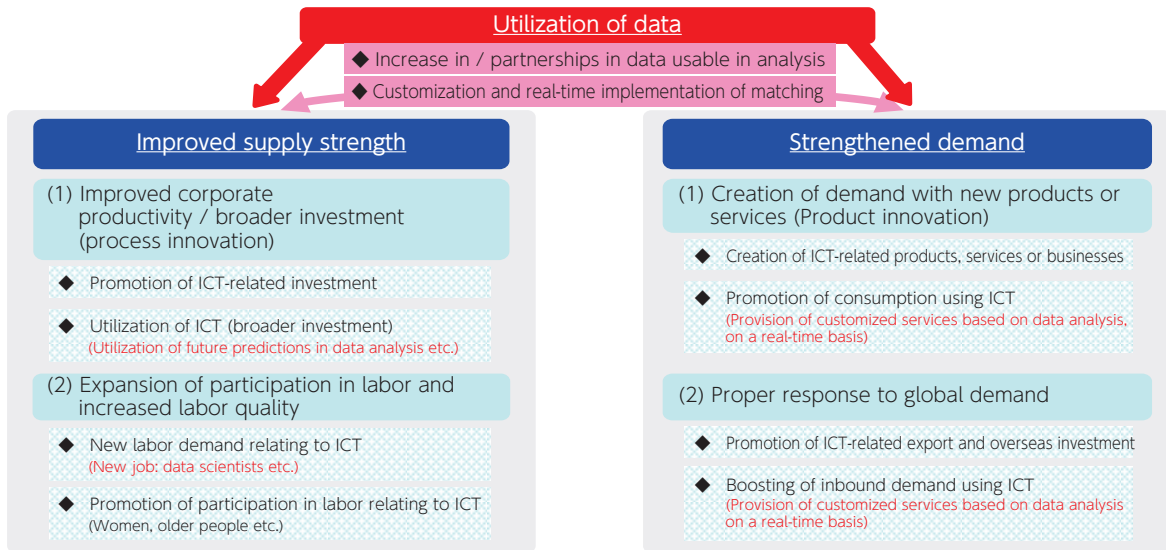 Utilization of data
◆ Increase in / partnerships in data usable in analysis
◆ Customization and real-time implementation of matching
Improved supply strength
(1) Improved corporate
productivity / broader investment
(process innovation)
◆ Promotion of ICT-related investment
◆ Utilization of ICT (broader investment)
(Utilization of future predictions in data analysis etc.)
(2) Expansion of participation in labor and
increased labor quality
◆ New labor demand relating to ICT
(New job: data scientists etc.)
◆ Promotion of participation in labor relating to ICT
(Women, older people etc.)
Strengthened demand
(1) Creation of demand with new products or
services (Product innovation)
◆ Creation of ICT-related products, services or businesses
◆ Promotion of consumption using ICT
(Provision of customized services based on data analysis,
on a real-time basis)
(2) Proper response to global demand
◆ Promotion of ICT-related export and overseas investment
◆ Boosting of inbound demand using ICT
(Provision of customized services based on data analysis
on a real-time basis)